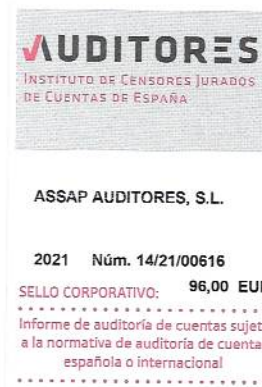 AUDITORES
INSTITUTO DE CENSORES JURADOS
DE CUENTAS DE ESPAÑA
ASSAP AUDITORES, S.L.
2021 Núm. 14/21/00616
SELLO CORPORATIVO: 96,00 EU
Informe de auditoría de cuentas sujet
a la normativa de auditoría de cuenta
española o internacional